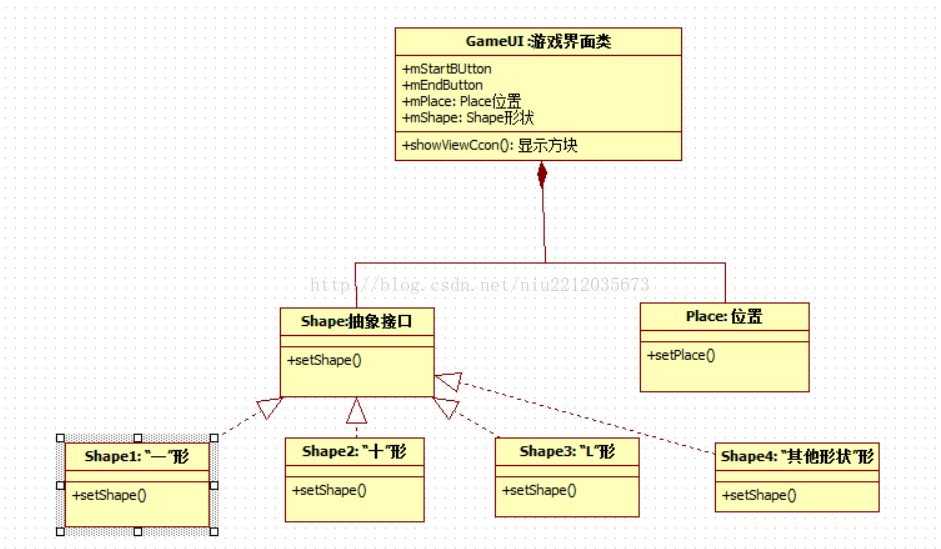 GameUI :游戏界面类
+mStartBUtton
+mEndButton
+mPlace: Place位置
+mShape: Shape形状
+showViewCcon(): 显示方块
http://blog.csdn.net/niu2212035673
Shape:抽象接口
+setShape()
Place: 位置
+setPlace()
Shape1: “一”形
+setShape()
Shape2: “十”形
+setShape()
Shape3: “L”形
+setShape()
Shape4: “其他形状”形
+setShape()